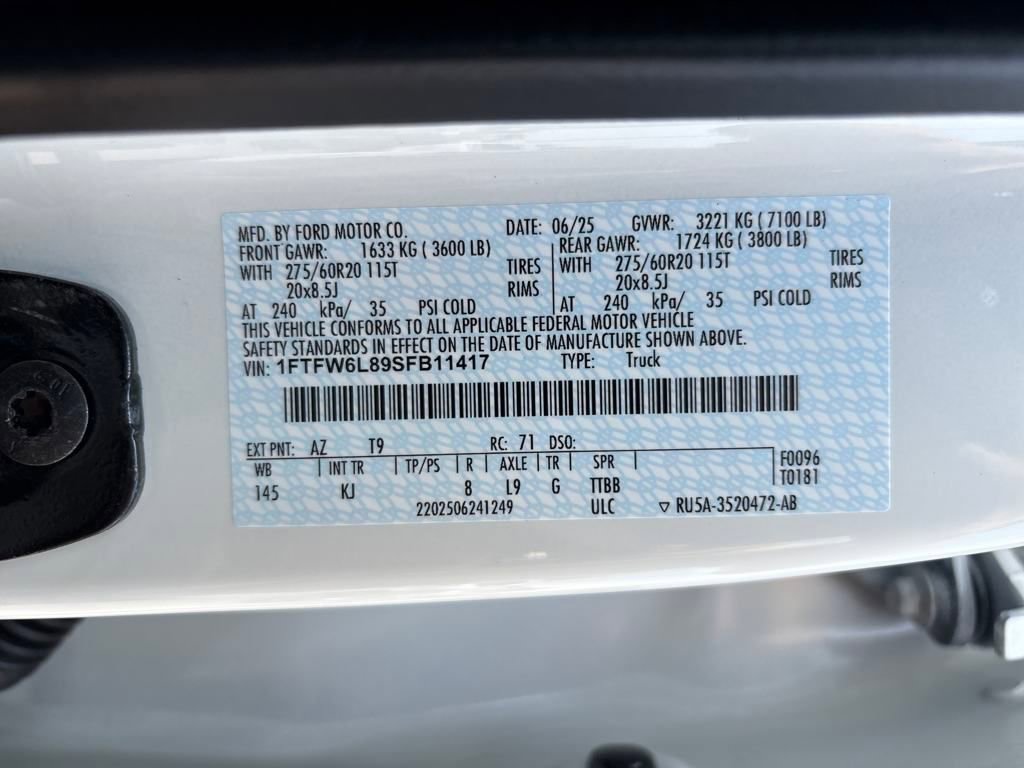 MFD. BY FORD MOTOR CO. DATE: 06/25 GVWR: 3221 KG ( 7100 LB)
FRONT GAWR: 1633 KG ( 3600 LB) REAR GAWR: 1724 KG ( 3800 LB)
WITH 275/60R20 115T TIRES WITH 275/60R20 115T TIRES
20x8.5J RIMS 20x8.5J RIMS
AT 240 kPa/ 35 PSI COLD AT 240 kPa/ 35 PSI COLD
THIS VEHICLE CONFORMS TO ALL APPLICABLE FEDERAL MOTOR VEHICLE
SAFETY STANDARDS IN EFFECT ON THE DATE OF MANUFACTURE SHOWN ABOVE.
VIN: 1FTFW6L89SFB11417 TYPE: Truck
EXT PNT: AZ T9 RC: 71 DSO:
WB INT TR TP/PS R AXLE TR SPR F0096
145 KJ 8 L9 G TTBB T0181
2202506241249 ULC ▽ RU5A-3520472-AB